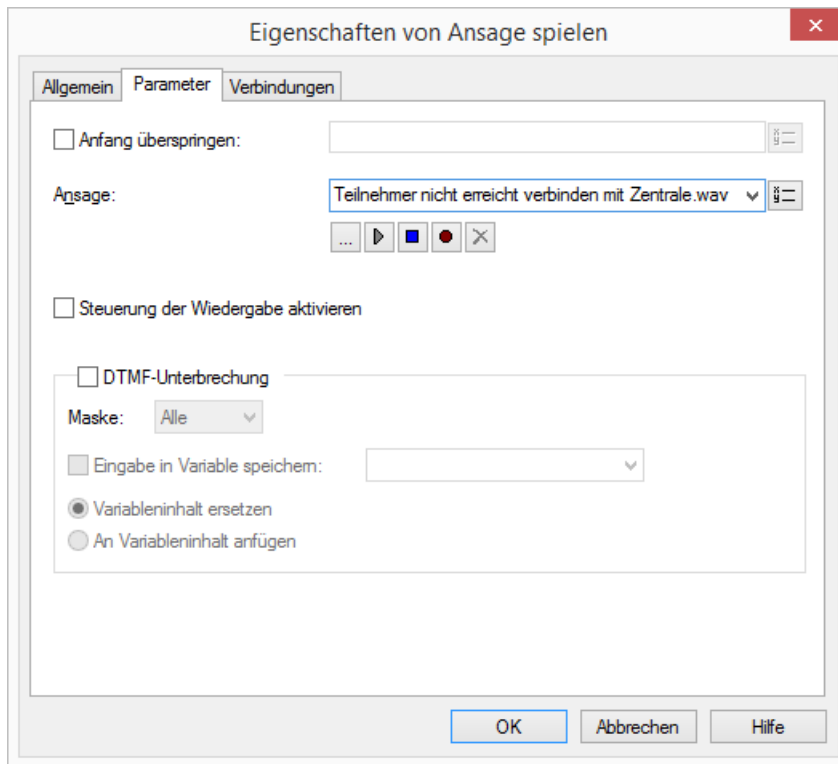 Eigenschaften von Ansage spielen
Allgemein Parameter Verbindungen
Anfang überspringen:
Ansage: Teilnehmer nicht erreicht verbinden mit Zentrale.wav
...
Steuerung der Wiedergabe aktivieren
DTMF-Unterbrechung
Maske: Alle
Eingabe in Variable speichern:
Variableninhalt ersetzen
An Variableninhalt anfügen
OK Abbrechen Hilfe